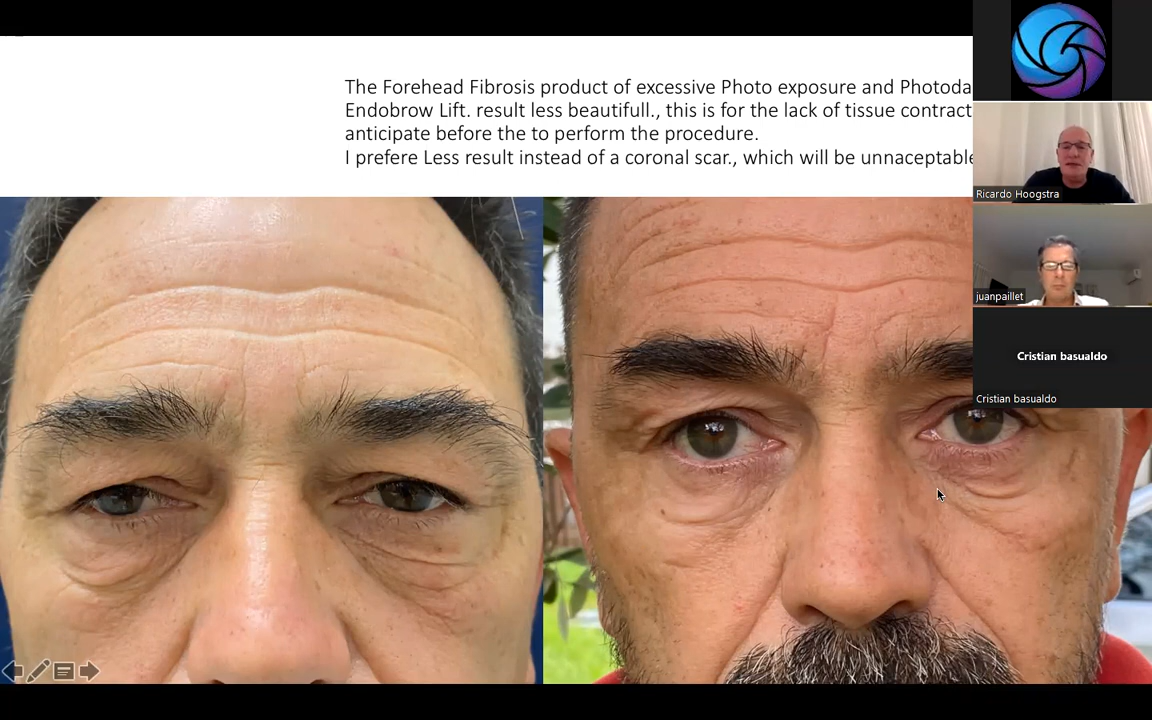 The Forehead Fibrosis product of excessive Photo exposure and
Endobrow Lift. result less beautifull., this is for the lack of tissue
anticipate before the to perform the procedure.
I prefere Less result instead of a coronal scar., which will be unnaceptable
Ricardo Hoogstra
juanpaillet
Cristian basualdo
Cristian basualdo